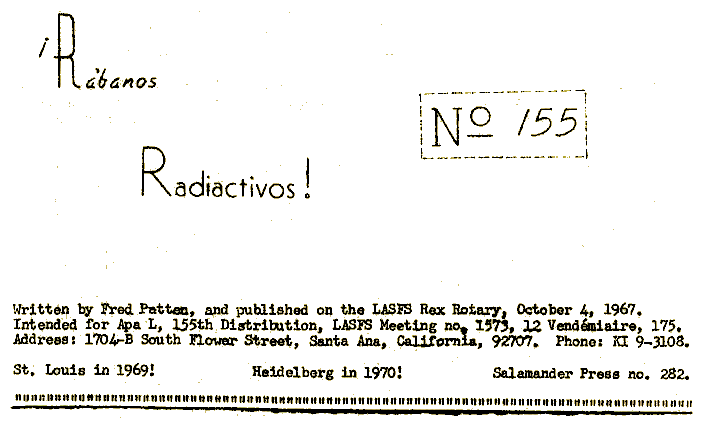 ¡Rábanos
Nº 155
Radiactivos!
Written by Fred Patten, and published on the LASFS Rex Rotary, October 4, 1967.
Intended for Apa L, 155th Distribution, LASFS Meeting no. 1573, 12 Vendémiaire, 175.
Address: 1704-B South Flower Street, Santa Ana, California, 92707. Phone: KI 9-3108.
St. Louis in 1969! Heidelberg in 1970! Salamander Press no. 282.